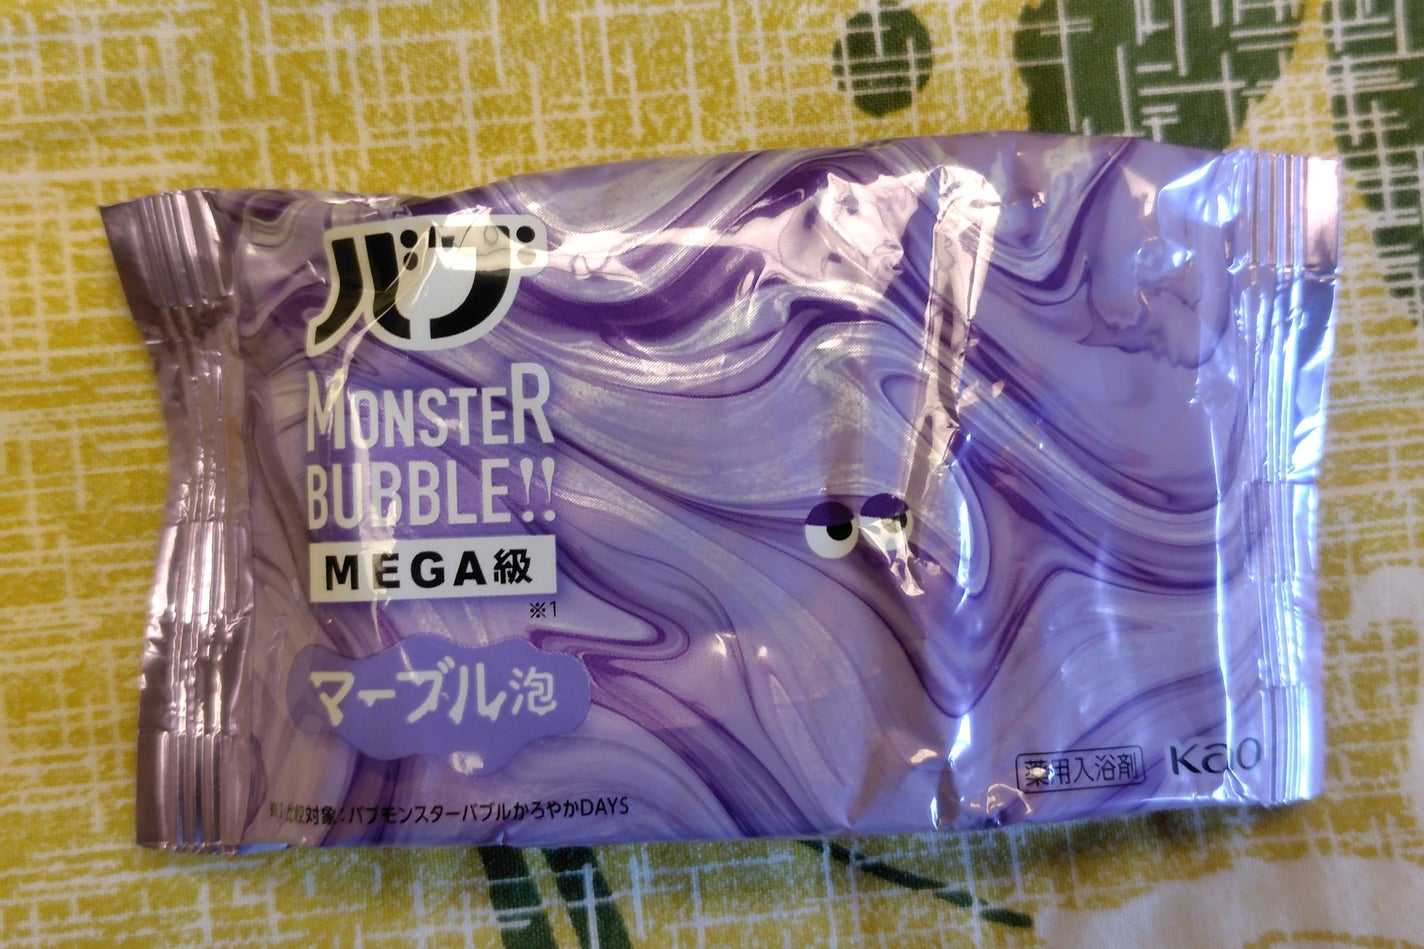 バブ
MONSTER
BUBBLE!!
MEGA級
※1
マーブル泡
※1比較対象：バブモンスターバブルかろやかDAYS
薬用入浴剤
Kao